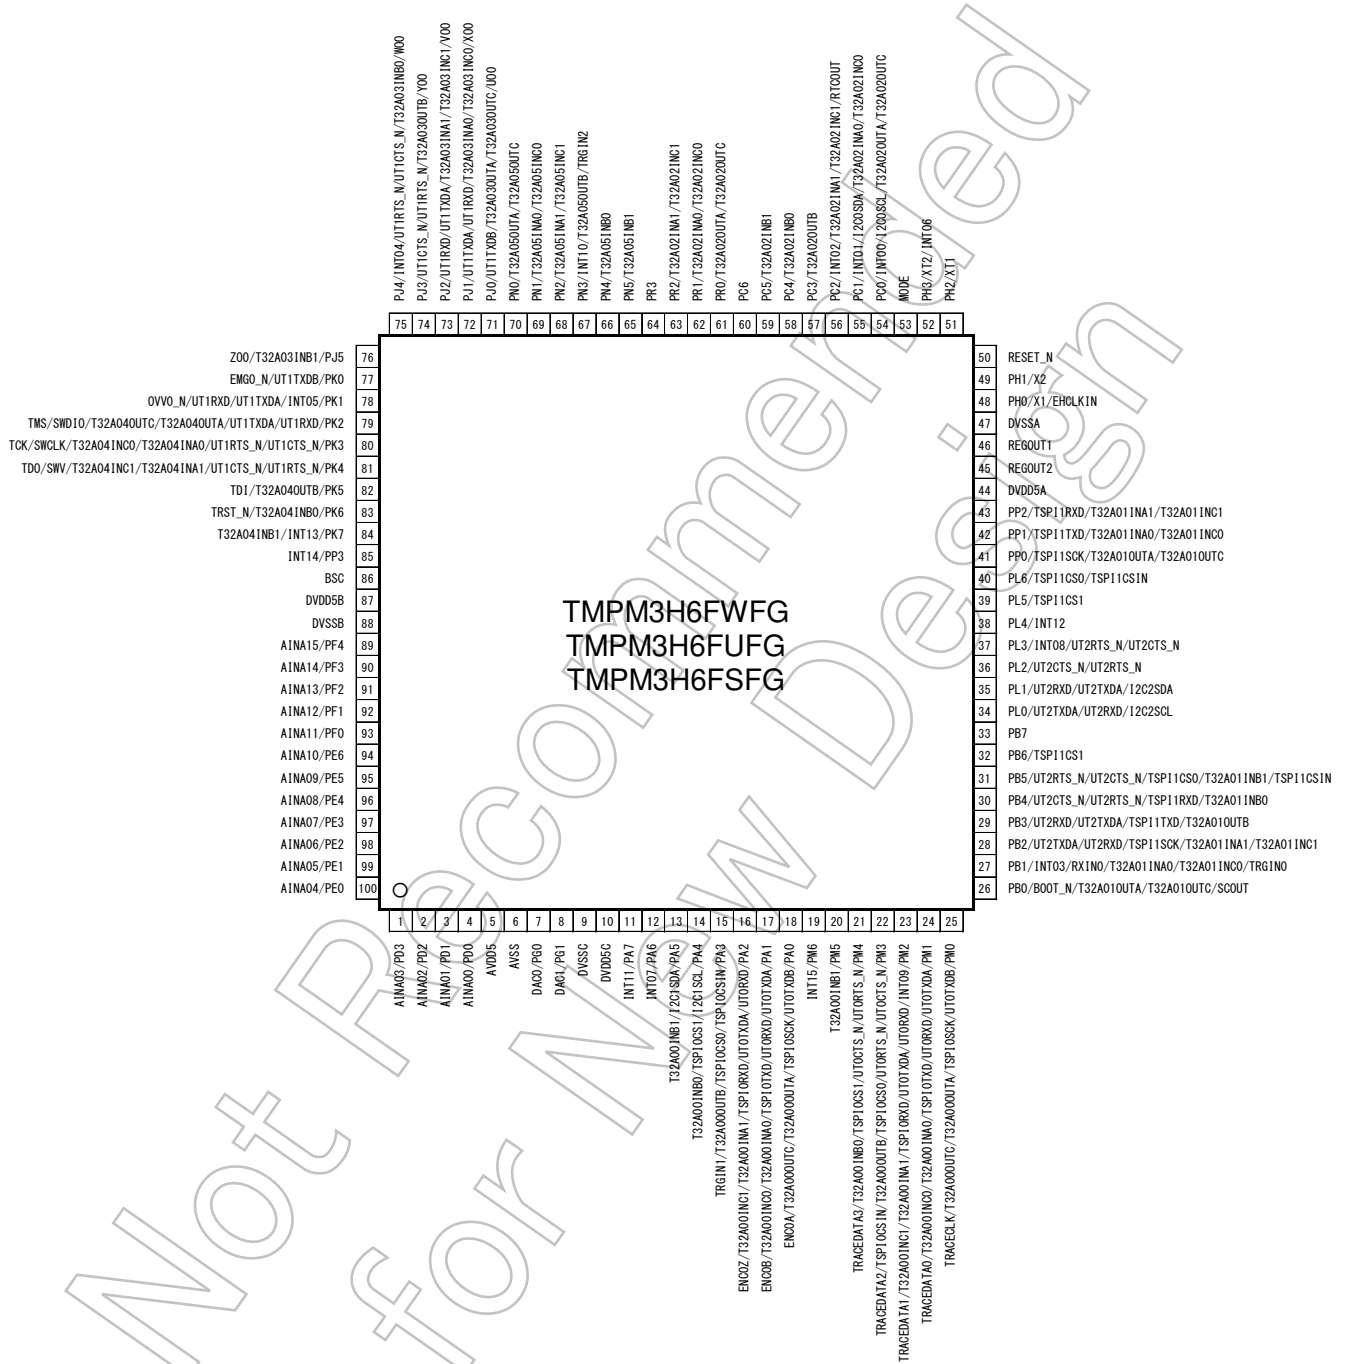 PJ4/INT04/UT1RTS_N/UT1CTS_N/T32A03INB0/WO0
PJ3/UT1CTS_N/UT1RTS_N/T32A03OUTB/YO0
PJ2/UT1RXD/UT1TXDA/T32A03INA1/T32A03INC1/VO0
PJ1/UT1TXDA/UT1RXD/T32A03INA0/T32A03INC0/XO0
PJ0/UT1TXDB/T32A03OUTA/T32A03OUTC/UO0
PN0/T32A05OUTA/T32A05OUTC
PN1/T32A05INA0/T32A05INC0
PN2/T32A05INA1/T32A05INC1
PN3/INT10/T32A05OUTB/TRGIN2
PN4/T32A05INB0
PN5/T32A05INB1
PR3
PR2/T32A02INA1/T32A02INC1
PR1/T32A02INA0/T32A02INC0
PR0/T32A02OUTA/T32A02OUTC
PC6
PC5/T32A02INB1
PC4/T32A02INB0
PC3/T32A02OUTB
PC2/INT02/T32A02INA1/T32A02INC1/RTCOUT
PC1/INT01/I2C0SDA/T32A02INA0/T32A02INC0
PC0/INT00/I2C0SCL/T32A02OUTA/T32A02OUTC
MODE
PH3/XT2/INT06
PH2/XT1
75 74 73 72 71 70 69 68 67 66 65 64 63 62 61 60 59 58 57 56 55 54 53 52 51
ZO0/T32A03INB1/PJ5 76
EMG0_N/UT1TXDB/PK0 77
OVV0_N/UT1RXD/UT1TXDA/INT05/PK1 78
TMS/SWDIO/T32A04OUTC/T32A04OUTA/UT1TXDA/UT1RXD/PK2 79
TCK/SWCLK/T32A04INC0/T32A04INA0/UT1RTS_N/UT1CTS_N/PK3 80
TDO/SWV/T32A04INC1/T32A04INA1/UT1CTS_N/UT1RTS_N/PK4 81
TDI/T32A04OUTB/PK5 82
TRST_N/T32A04INB0/PK6 83
T32A04INB1/INT13/PK7 84
INT14/PP3 85
BSC 86
DVDD5B 87
DVSSB 88
AINA15/PF4 89
AINA14/PF3 90
AINA13/PF2 91
AINA12/PF1 92
AINA11/PF0 93
AINA10/PE6 94
AINA09/PE5 95
AINA08/PE4 96
AINA07/PE3 97
AINA06/PE2 98
AINA05/PE1 99
AINA04/PE0 100
TMPM3H6FWFG
TMPM3H6FUFG
TMPM3H6FSFG
50 RESET_N
49 PH1/X2
48 PH0/X1/EHCLKIN
47 DVSSA
46 REGOUT1
45 REGOUT2
44 DVDD5A
43 PP2/TSPI1RXD/T32A01INA1/T32A01INC1
42 PP1/TSPI1TXD/T32A01INA0/T32A01INC0
41 PP0/TSPI1SCK/T32A01OUTA/T32A01OUTC
40 PL6/TSPI1CS0/TSPI1CSIN
39 PL5/TSPI1CS1
38 PL4/INT12
37 PL3/INT08/UT2RTS_N/UT2CTS_N
36 PL2/UT2CTS_N/UT2RTS_N
35 PL1/UT2RXD/UT2TXDA/I2C2SDA
34 PL0/UT2TXDA/UT2RXD/I2C2SCL
33 PB7
32 PB6/TSPI1CS1
31 PB5/UT2RTS_N/UT2CTS_N/TSPI1CS0/T32A01INB1/TSPI1CSIN
30 PB4/UT2CTS_N/UT2RTS_N/TSPI1RXD/T32A01INB0
29 PB3/UT2RXD/UT2TXDA/TSPI1TXD/T32A01OUTB
28 PB2/UT2TXDA/UT2RXD/TSPI1SCK/T32A01INA1/T32A01INC1
27 PB1/INT03/RXIN0/T32A01INA0/T32A01INC0/TRGIN0
26 PB0/BOOT_N/T32A01OUTA/T32A01OUTC/SCOUT
1 2 3 4 5 6 7 8 9 10 11 12 13 14 15 16 17 18 19 20 21 22 23 24 25
AINA03/PD3
AINA02/PD2
AINA01/PD1
AINA00/PD0
AVDD5
AVSS
DAC0/PG0
DAC1/PG1
DVSSC
DVDD5C
INT11/PA7
INT07/PA6
T32A00INB1/I2C1SDA/PA5
T32A00INB0/TSPI0CS1/I2C1SCL/PA4
TRGIN1/T32A00OUTB/TSPI0CS0/TSPI0CSIN/PA3
ENC0Z/T32A00INC1/T32A00INA1/TSPI0RXD/UT0TXDA/UT0RXD/PA2
ENC0B/T32A00INC0/T32A00INA0/TSPI0TXD/UT0RXD/UT0TXDA/PA1
ENC0A/T32A00OUTC/T32A00OUTA/TSPI0SCK/UT0TXDB/PA0
INT15/PM6
T32A00INB1/PM5
TRACEDATA3/T32A00INB0/TSPI0CS1/UT0CTS_N/UT0RTS_N/PM4
TRACEDATA2/TSPI0CSIN/T32A00OUTB/TSPI0CS0/UT0RTS_N/UT0CTS_N/PM3
TRACEDATA1/T32A00INC1/T32A00INA1/TSPI0RXD/UT0TXDA/UT0RXD/INT09/PM2
TRACEDATA0/T32A00INC0/T32A00INA0/TSPI0TXD/UT0RXD/UT0TXDA/PM1
TRACECLK/T32A00OUTC/T32A00OUTA/TSPI0SCK/UT0TXDB/PM0
Not Recommended
for New Design